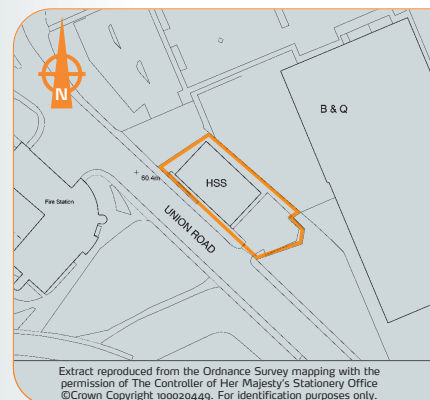 N
B & Q
60.4m
HSS
Fire Station
UNION ROAD
Extract reproduced from the Ordnance Survey mapping with the
permission of The Controller of Her Majesty's Stationery Office
©Crown Copyright 100020449. For identification purposes only.